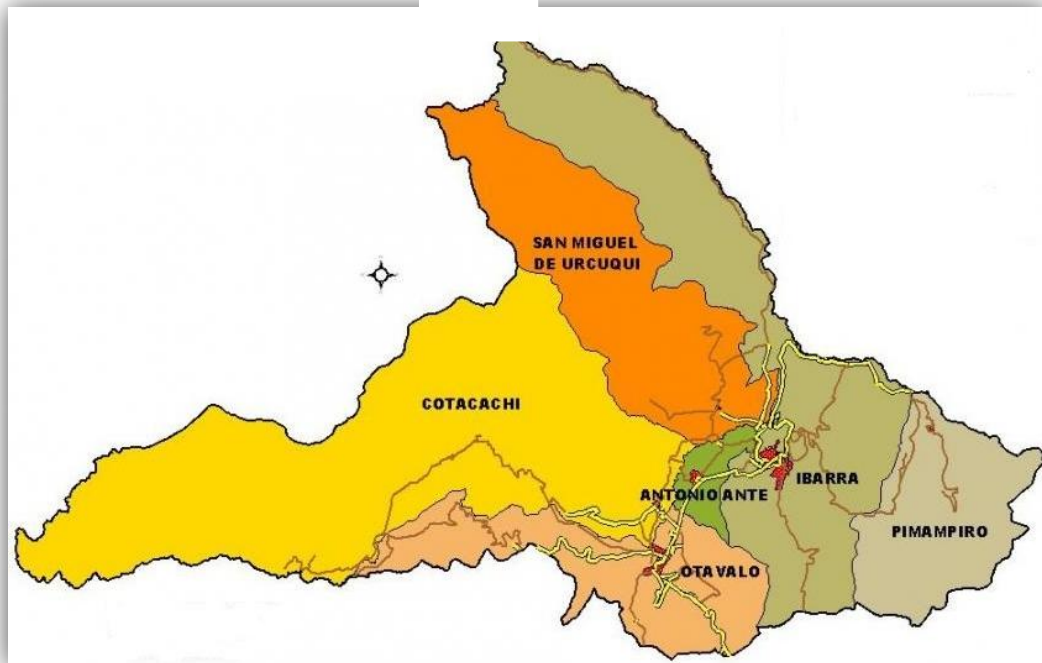 SAN MIGUEL
DE URCUQUI
COTACACHI
ANTONIO ANTE
IBARRA
PIMAMPIRO
OTAVALO